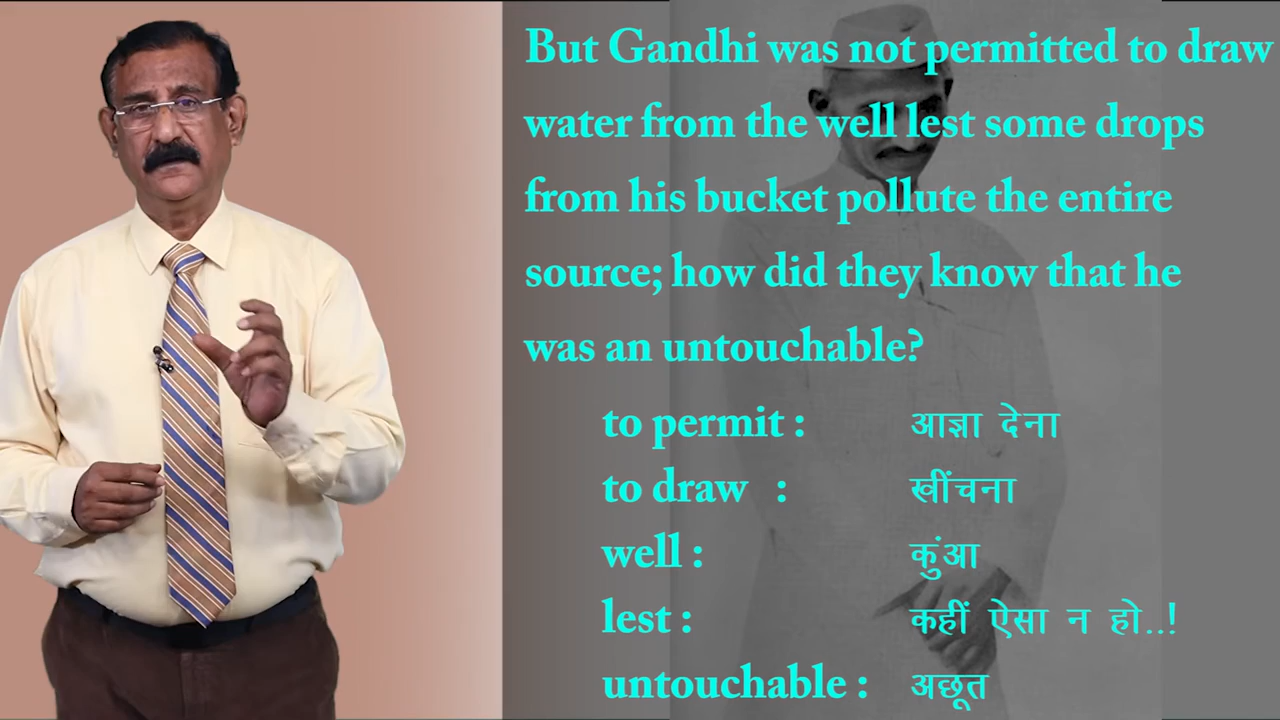 But Gandhi was not permitted to draw
water from the well lest some drops
from his bucket pollute the entire
source; how did they know that he
was an untouchable?
to permit : आज्ञा देना
to draw : खींचना
well : कुंआ
lest : कहीं ऐसा न हो..!
untouchable : अछूत